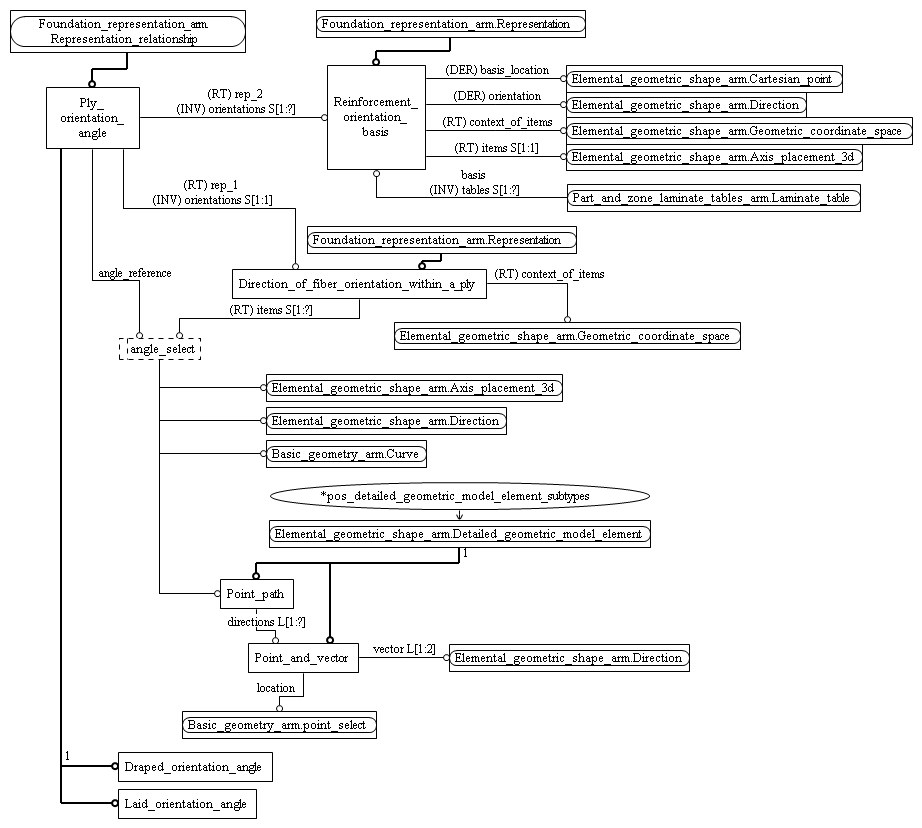 Foundation_representation_arm.
Representation_relationship
Foundation_representation_arm.Representation
Ply_
orientation_
angle
(RT) rep_2
(INV) orientations S[1:?]
Reinforcement_
orientation_
basis
(DER) basis_location
Elemental_geometric_shape_arm.Cartesian_point
(DER) orientation
Elemental_geometric_shape_arm.Direction
(RT) context_of_items
Elemental_geometric_shape_arm.Geometric_coordinate_space
(RT) items S[1:1]
Elemental_geometric_shape_arm.Axis_placement_3d
basis
(INV) tables S[1:?]
Part_and_zone_laminate_tables_arm.Laminate_table
(RT) rep_1
(INV) orientations S[1:1]
Foundation_representation_arm.Representation
angle_reference
Direction_of_fiber_orientation_within_a_ply
(RT) context_of_items
(RT) items S[1:?]
Elemental_geometric_shape_arm.Geometric_coordinate_space
angle_select
Elemental_geometric_shape_arm.Axis_placement_3d
Elemental_geometric_shape_arm.Direction
Basic_geometry_arm.Curve
*pos_detailed_geometric_model_element_subtypes
Elemental_geometric_shape_arm.Detailed_geometric_model_element
1
Point_path
directions L[1:?]
Point_and_vector
vector L[1:2]
Elemental_geometric_shape_arm.Direction
location
Basic_geometry_arm.point_select
1
Draped_orientation_angle
Laid_orientation_angle